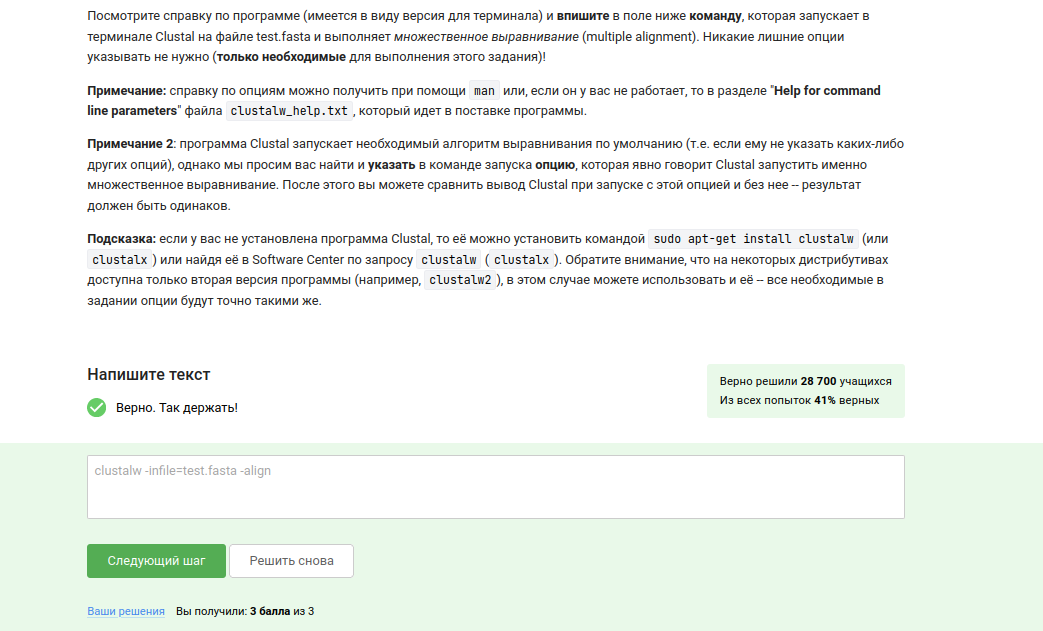 Посмотрите справку по программе (имеется в виду версия для терминала) и впишите в поле ниже команду, которая запускает в
терминале Clustal на файле test.fasta и выполняет множественное выравнивание (multiple alignment). Никакие лишние опции
указывать не нужно (только необходимые для выполнения этого задания)!
Примечание: справку по опциям можно получить при помощи man или, если он у вас не работает, то в разделе "Help for command
line parameters" файла clustalw_help.txt, который идет в поставке программы.
Примечание 2: программа Clustal запускает необходимый алгоритм выравнивания по умолчанию (т.е. если ему не указать каких-либо
других опций), однако мы просим вас найти и указать в команде запуска опцию, которая явно говорит Clustal запустить именно
множественное выравнивание. После этого вы можете сравнить вывод Clustal при запуске с этой опцией и без нее -- результат
должен быть одинаков.
Подсказка: если у вас не установлена программа Clustal, то её можно установить командой sudo apt-get install clustalw (или
clustalx ) или найдя её в Software Center по запросу clustalw ( clustalx ). Обратите внимание, что на некоторых дистрибутивах
доступна только вторая версия программы (например, clustalw2 ), в этом случае можете использовать и её -- все необходимые в
задании опции будут точно такими же.
Напишите текст
Верно решили 28 700 учащихся
Из всех попыток 41% верных
Верно. Так держать!
clustalw -infile=test.fasta -align
Следующий шаг Решить снова
Ваши решения Вы получили: 3 балла из 3